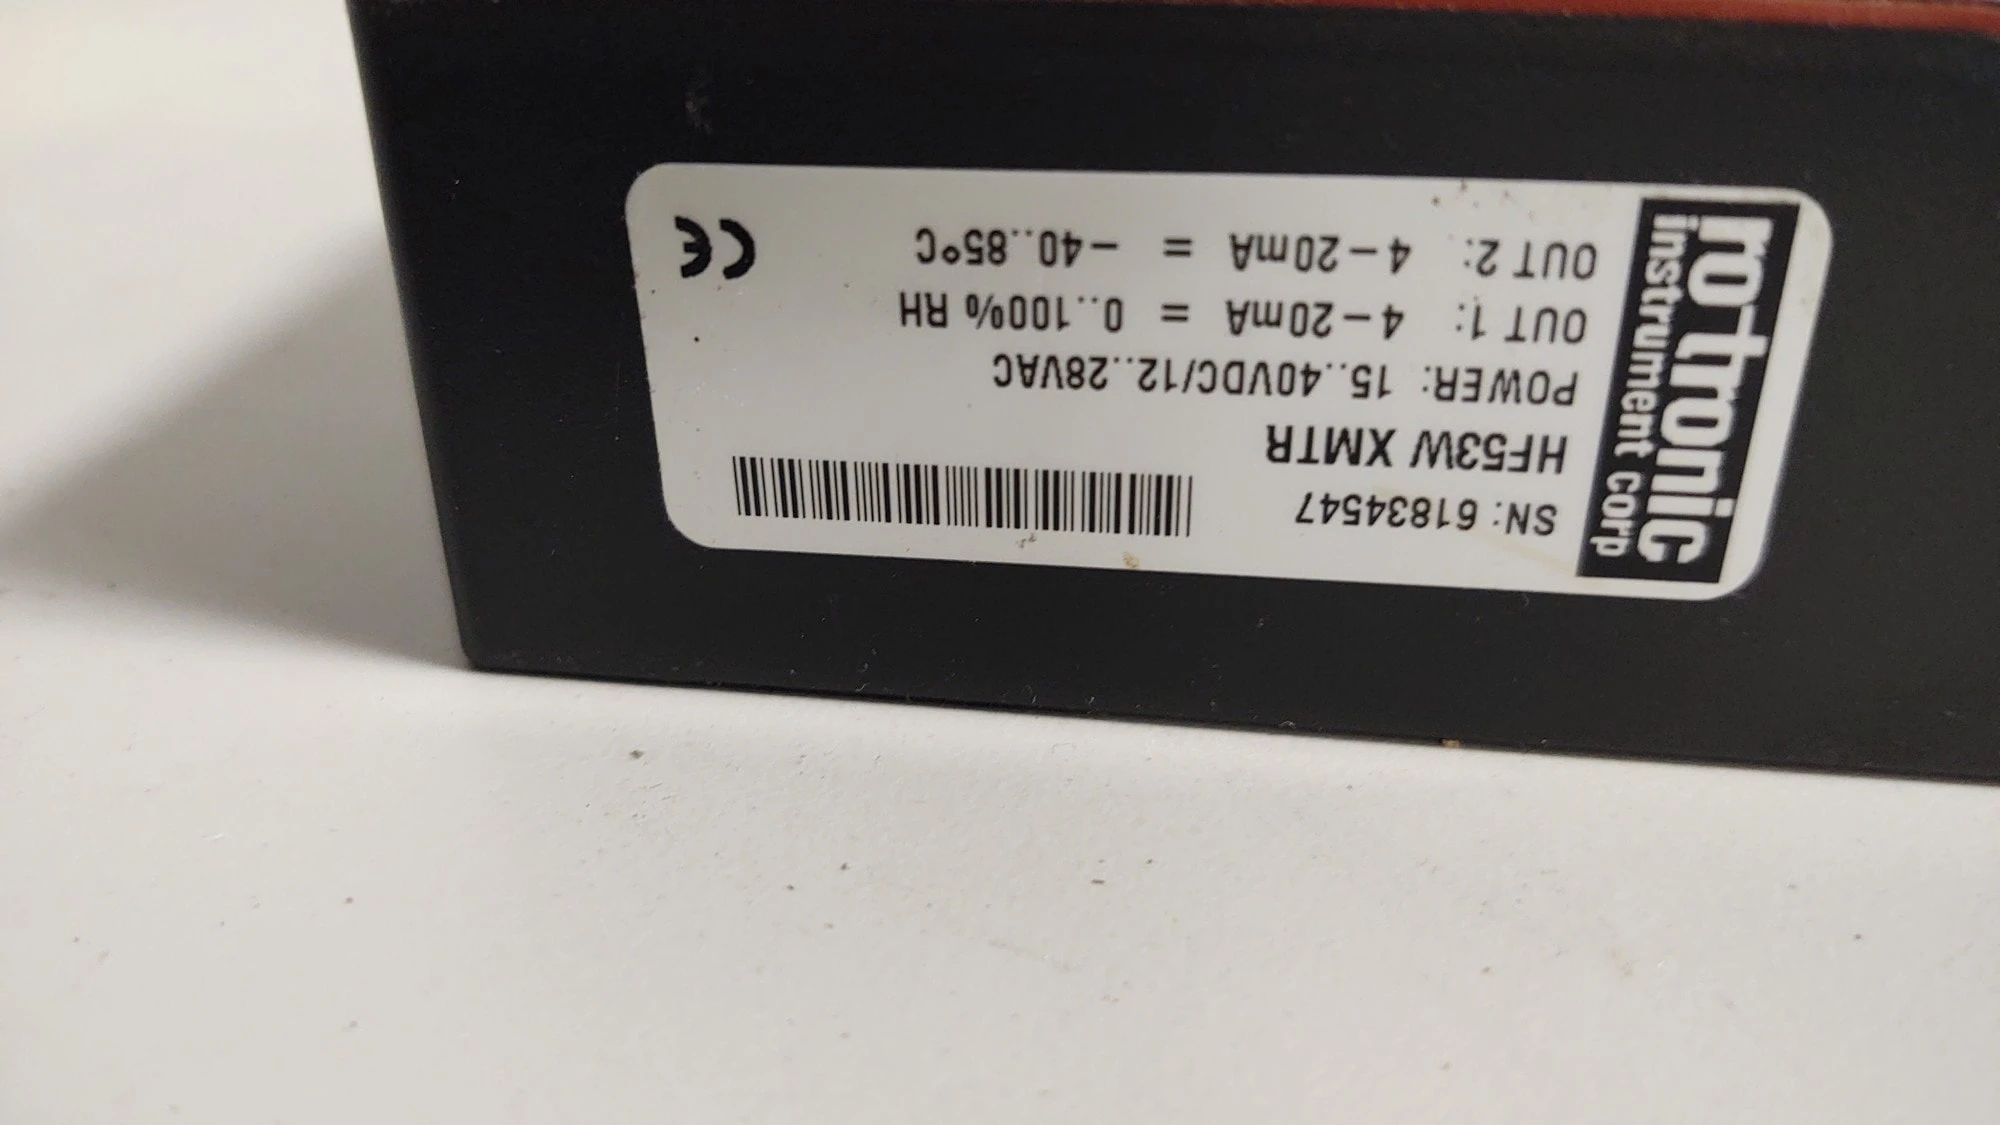 rotronic
instrument corp
SN: 61834547
HF53W XMTR
POWER: 15..40VDC/12..28VAC
OUT 1: 4-20mA = 0..100% RH
OUT 2: 4-20mA = -40..85°C
CE